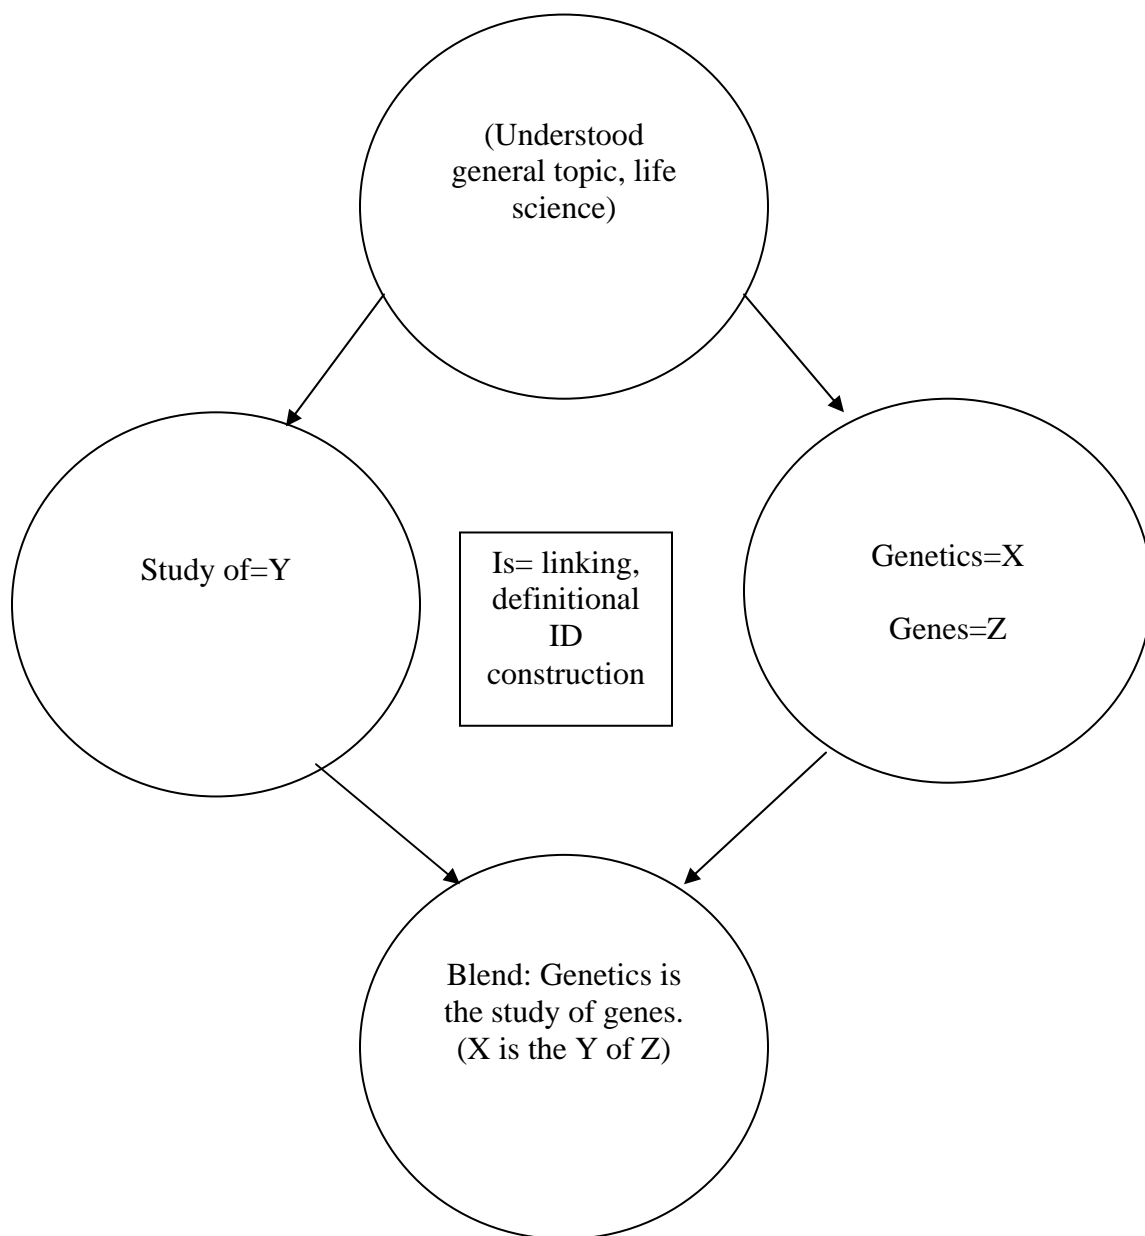 (Understood
general topic, life
science)
Study of=Y
Is= linking,
definitional
ID
construction
Genetics=X
Genes=Z
Blend: Genetics is
the study of genes.
(X is the Y of Z)